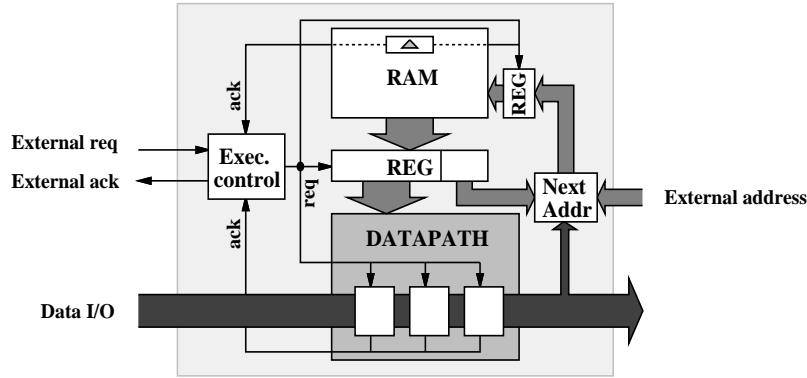 RAM
REG
ack
External req
External ack
Exec.
control
req
REG
Next
Addr
External address
ack
DATAPATH
Data I/O